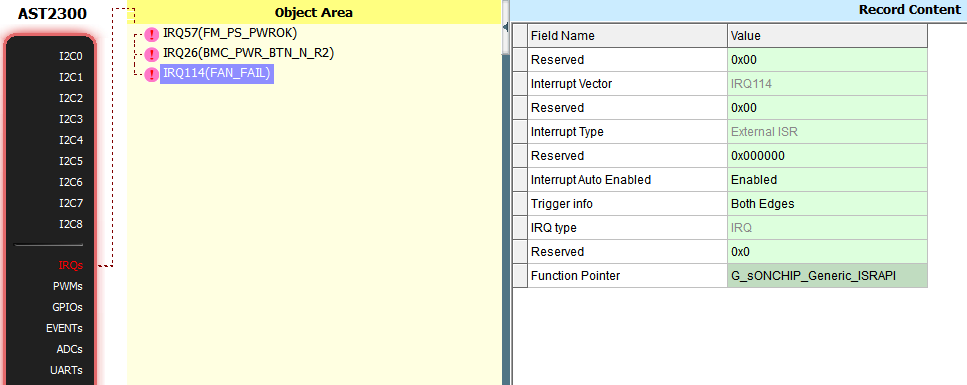 AST2300
Object Area
Record Content
I2C0
I2C1
I2C2
I2C3
I2C4
I2C5
I2C6
I2C7
I2C8
IRQs
PWMs
GPIOs
EVENTs
ADCs
UARTs
IRQ57(FM_PS_PWROK)
IRQ26(BMC_PWR_BTN_N_R2)
IRQ114(FAN_FAIL)
Field Name Value
Reserved 0x00
Interrupt Vector IRQ114
Reserved 0x00
Interrupt Type External ISR
Reserved 0x000000
Interrupt Auto Enabled Enabled
Trigger info Both Edges
IRQ type IRQ
Reserved 0x0
Function Pointer G_sONCHIP_Generic_ISRAPI